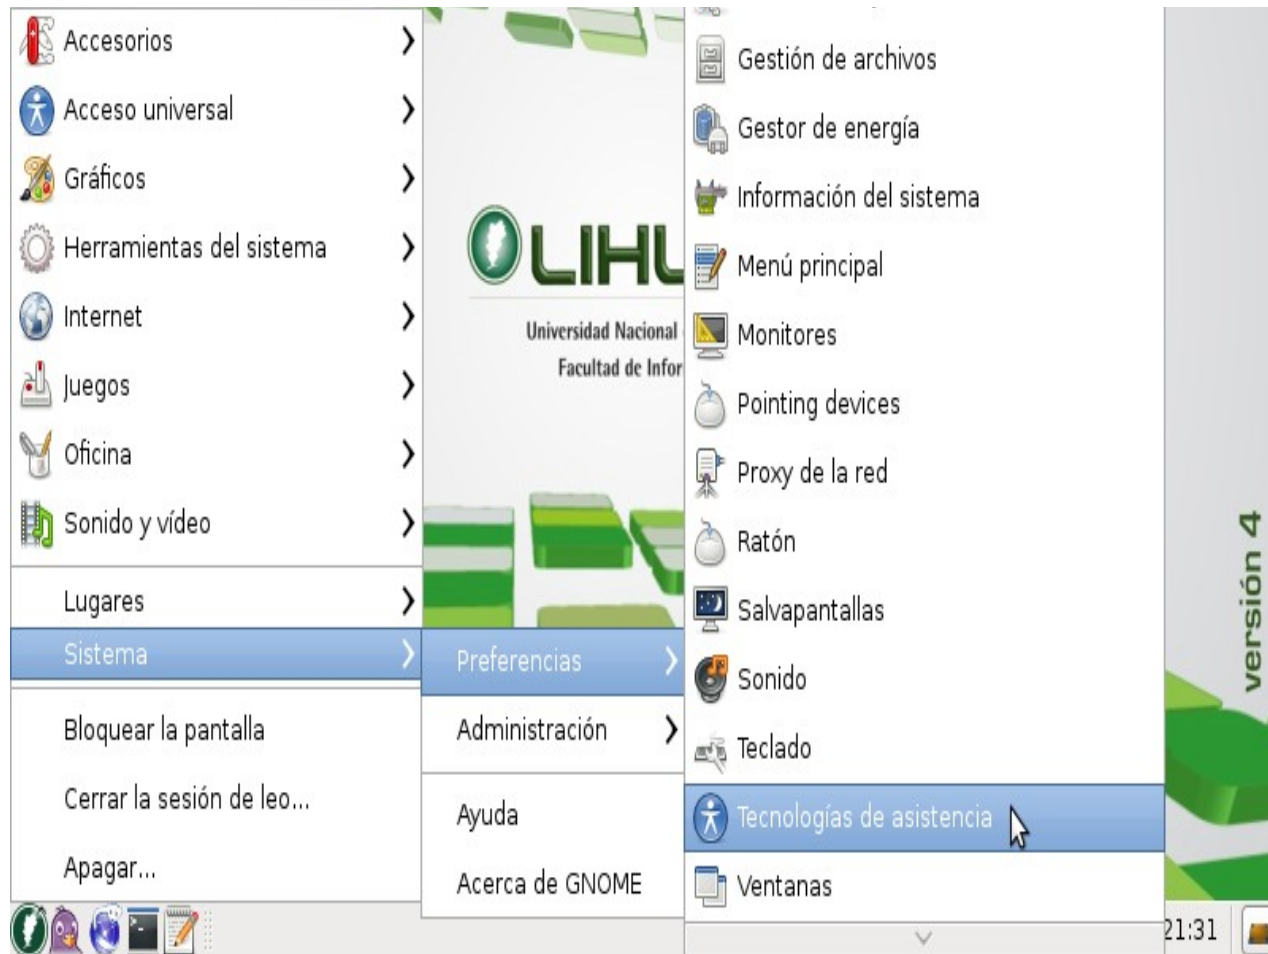 Accesorios
Acceso universal
Gráficos
Herramientas del sistema
Internet
Juegos
Oficina
Sonido y vídeo
Lugares
Sistema
Bloquear la pantalla
Cerrar la sesión de leo...
Apagar...
Universidad Nacional
Facultad de
Preferencias
Administración
Ayuda
Acerca de GNOME
Gestión de archivos
Gestor de energía
Información del sistema
Menú principal
Monitores
Pointing devices
Proxy de la red
Ratón
Salvapantallas
Sonido
Teclado
Tecnologías de asistencia
Ventanas
versión 4
21:31